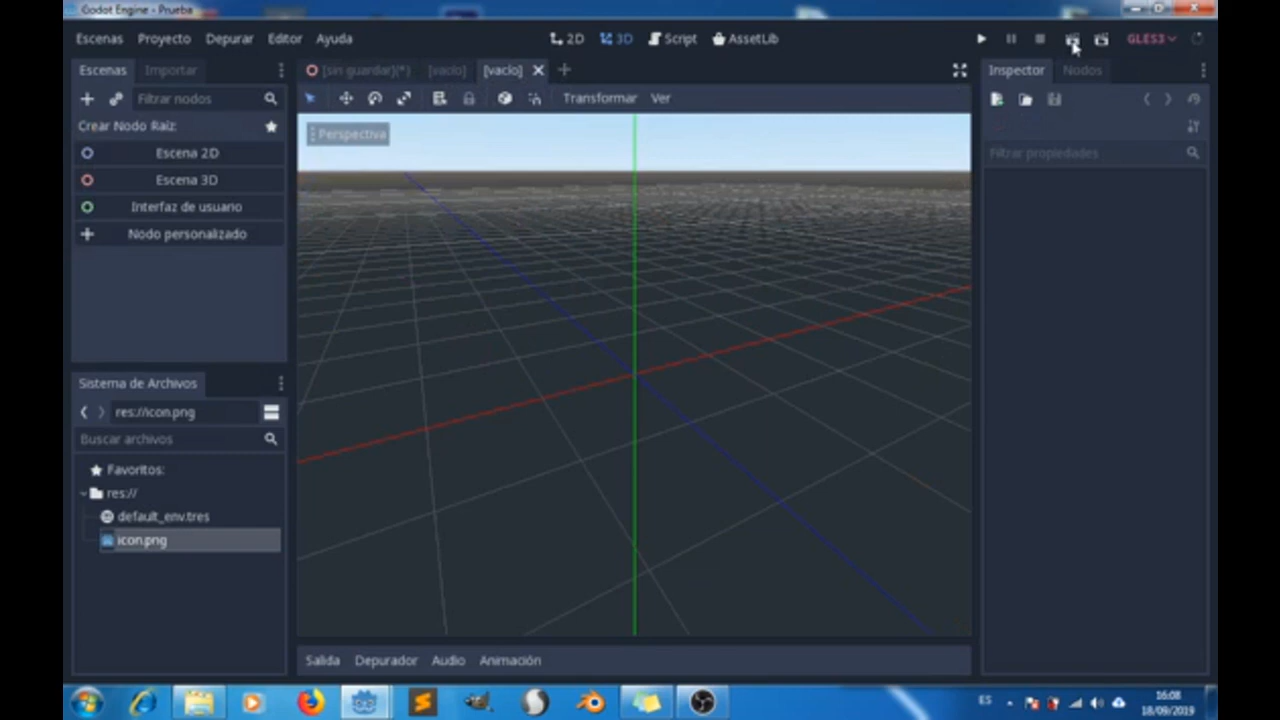 Godot Engine - Prueba
Escenas Proyecto Depurar Editor Ayuda
2D 3D Script AssetLib
GLES3
Escenas Importar
[sin guardar](*) [vacío] [vacío]
Inspector Nodos
Filtrar nodos
Transformar Ver
Crear Nodo Raíz:
Perspectiva
Escena 2D
Filtrar propiedades
Escena 3D
Interfaz de usuario
Nodo personalizado
Sistema de Archivos
res://icon.png
Buscar archivos
Favoritos:
res://
default_env.tres
icon.png
Salida Depurador Audio Animación
ES
16:08
18/09/2019